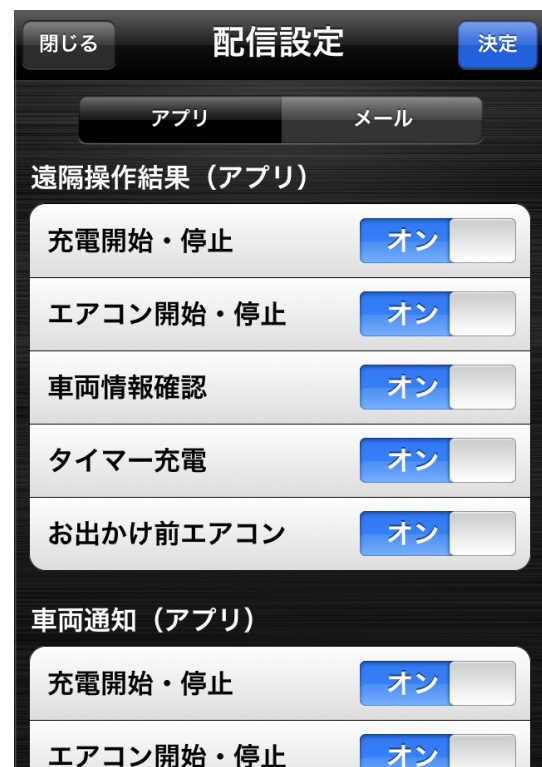 閉じる 配信設定 決定
アプリ メール
遠隔操作結果（アプリ）
充電開始・停止 オン
エアコン開始・停止 オン
車両情報確認 オン
タイマー充電 オン
お出かけ前エアコン オン
車両通知（アプリ）
充電開始・停止 オン
エアコン開始・停止 オン